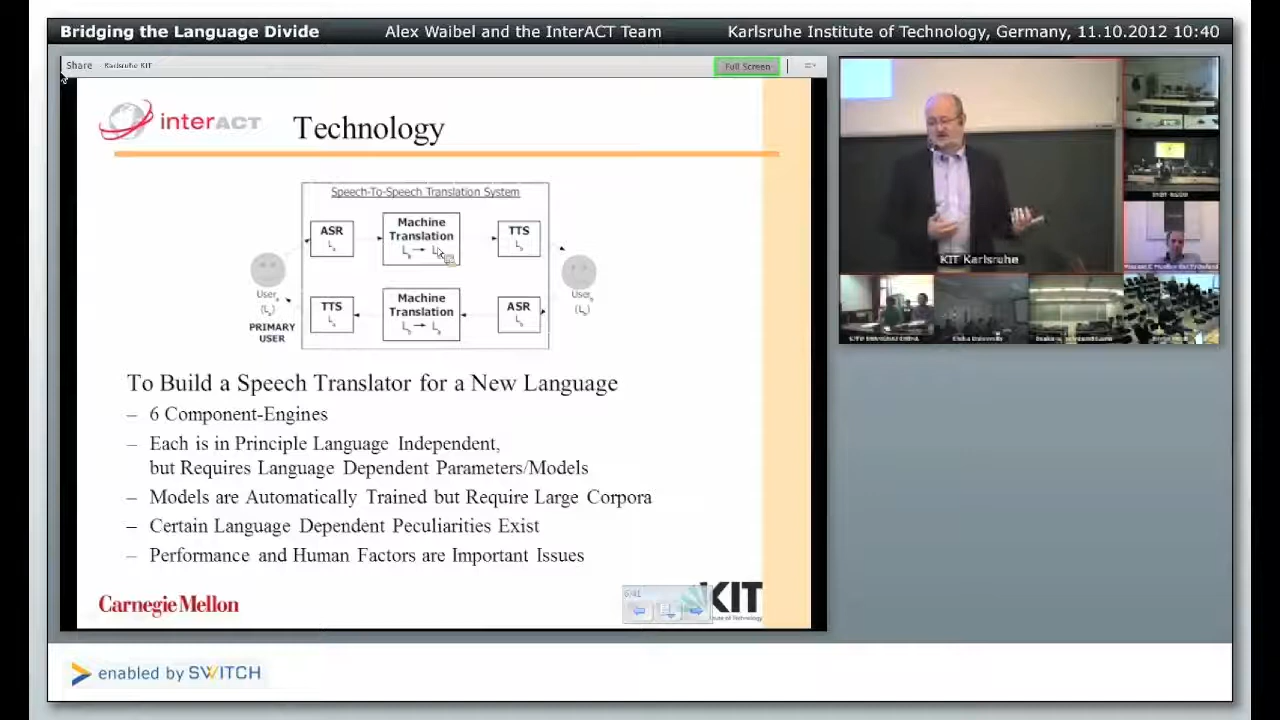 Bridging the Language Divide
Alex Waibel and the InterACT Team
Karlsruhe Institute of Technology, Germany, 11.10.2012 10:40
Share
Karlsruhe KIT
Full Screen
interACT
Technology
Speech-To-Speech Translation System
ASR
Machine
Translation
TTS
User
PRIMARY
USER
TTS
Machine
Translation
ASR
User
To Build a Speech Translator for a New Language
– 6 Component-Engines
– Each is in Principle Language Independent,
but Requires Language Dependent Parameters/Models
– Models are Automatically Trained but Require Large Corpora
– Certain Language Dependent Peculiarities Exist
– Performance and Human Factors are Important Issues
Carnegie Mellon
6/41
KIT
KIT Karlsruhe
enabled by SWITCH